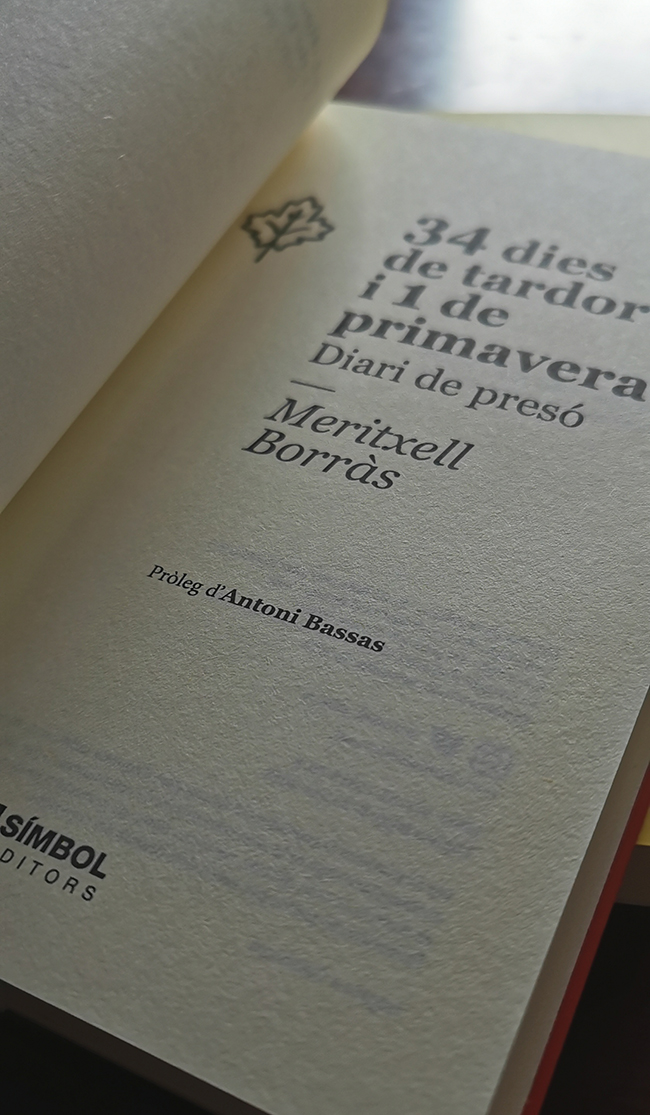 34 dies
de tardor
i 1 de
primavera
Diari de presó
Meritxell
Borràs
Pròleg d'Antoni Bassas
SÍMBOL
DITORS